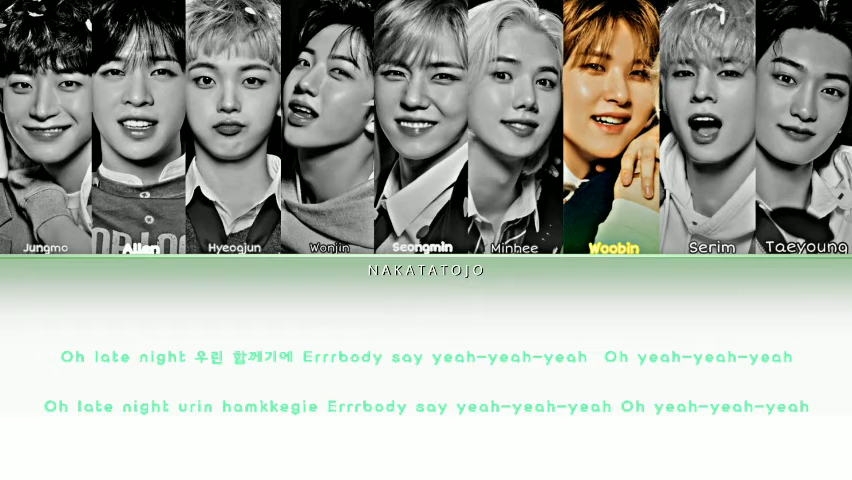 Jungmo Allen Hyeogjun Wonjin Seongmin Minhee Woobin Serim Taeyoung
NAKATATOJO
Oh late night 우린 함께기에 Errrbody say yeah-yeah-yeah Oh yeah-yeah-yeah
Oh late night urin hamkkegie Errrbody say yeah-yeah-yeah Oh yeah-yeah-yeah